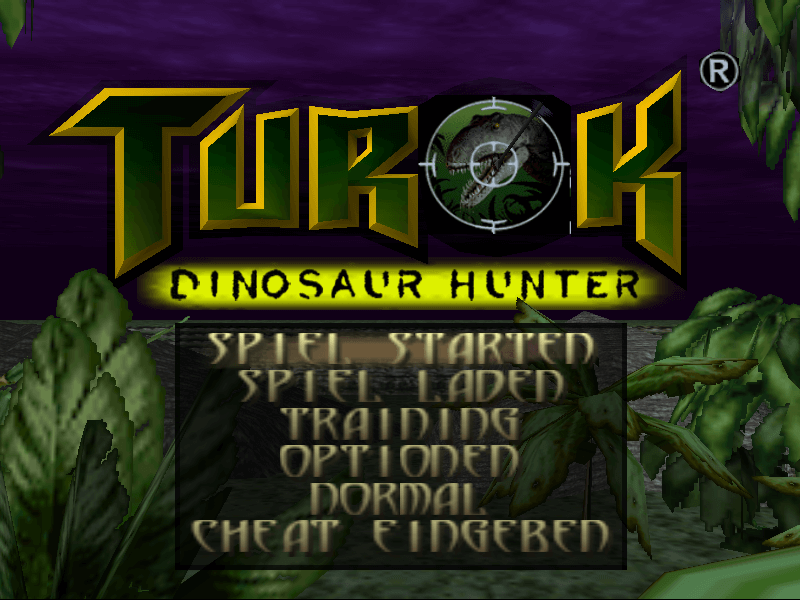 TUROK ®
DINOSAUR HUNTER
SPIEL STARTEN
SPIEL LADEN
TRAINING
OPTIONEN
NORMAL
CHEAT EINGEBEN